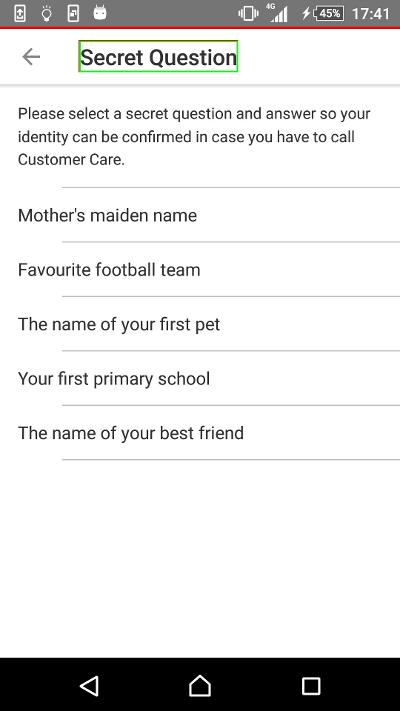 4G 45% 17:41
Secret Question
Please select a secret question and answer so your
identity can be confirmed in case you have to call
Customer Care.
Mother's maiden name
Favourite football team
The name of your first pet
Your first primary school
The name of your best friend